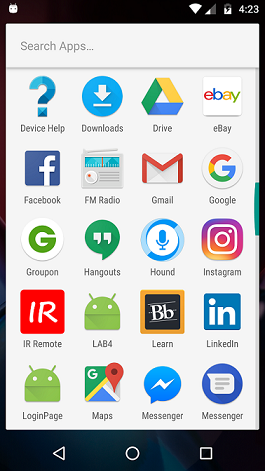 4:23
Search Apps...
Device Help Downloads Drive eBay
ebay
Facebook FM Radio Gmail Google
Groupon Hangouts Hound Instagram
IR Bb in
IR Remote LAB4 Learn LinkedIn
LoginPage Maps Messenger Messenger